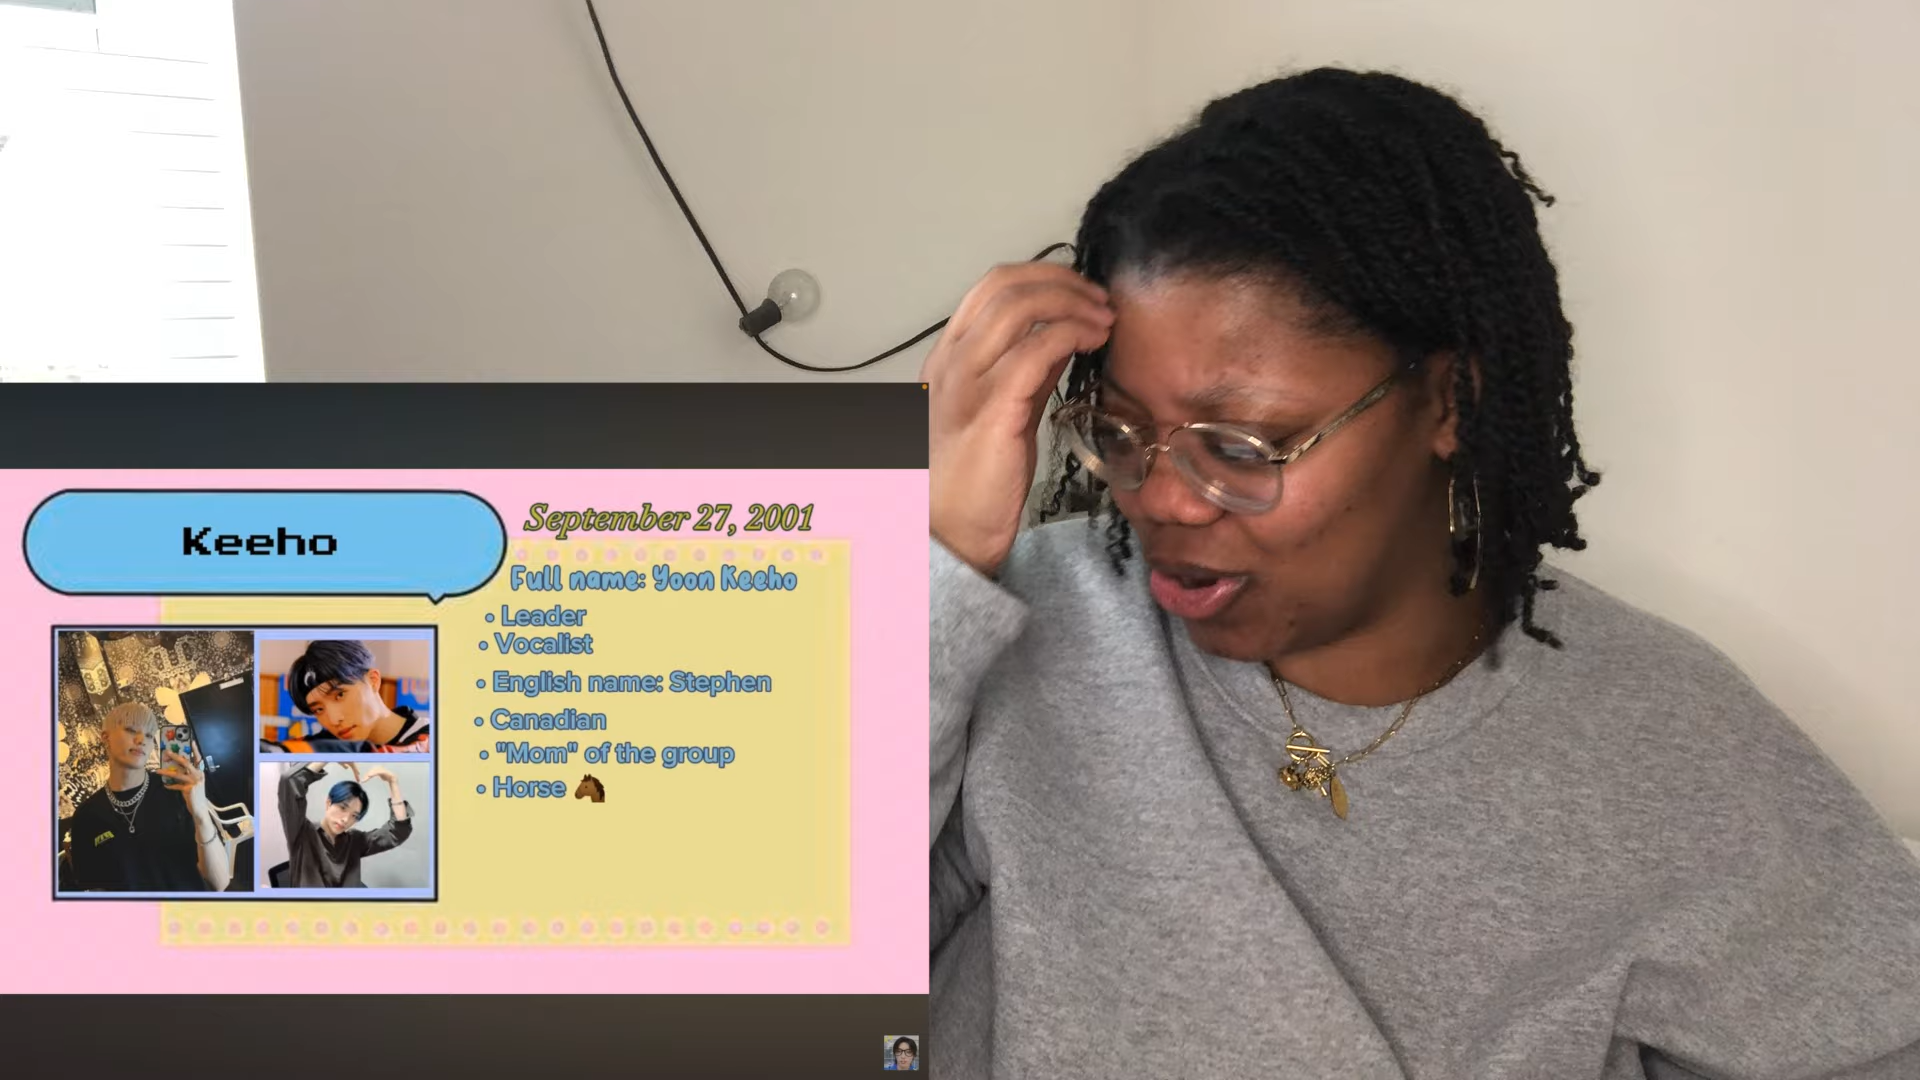 Keeho
September 27, 2001
Full name: Yoon Keeho
• Leader
• Vocalist
• English name: Stephen
• Canadian
• "Mom" of the group
• Horse 🐴